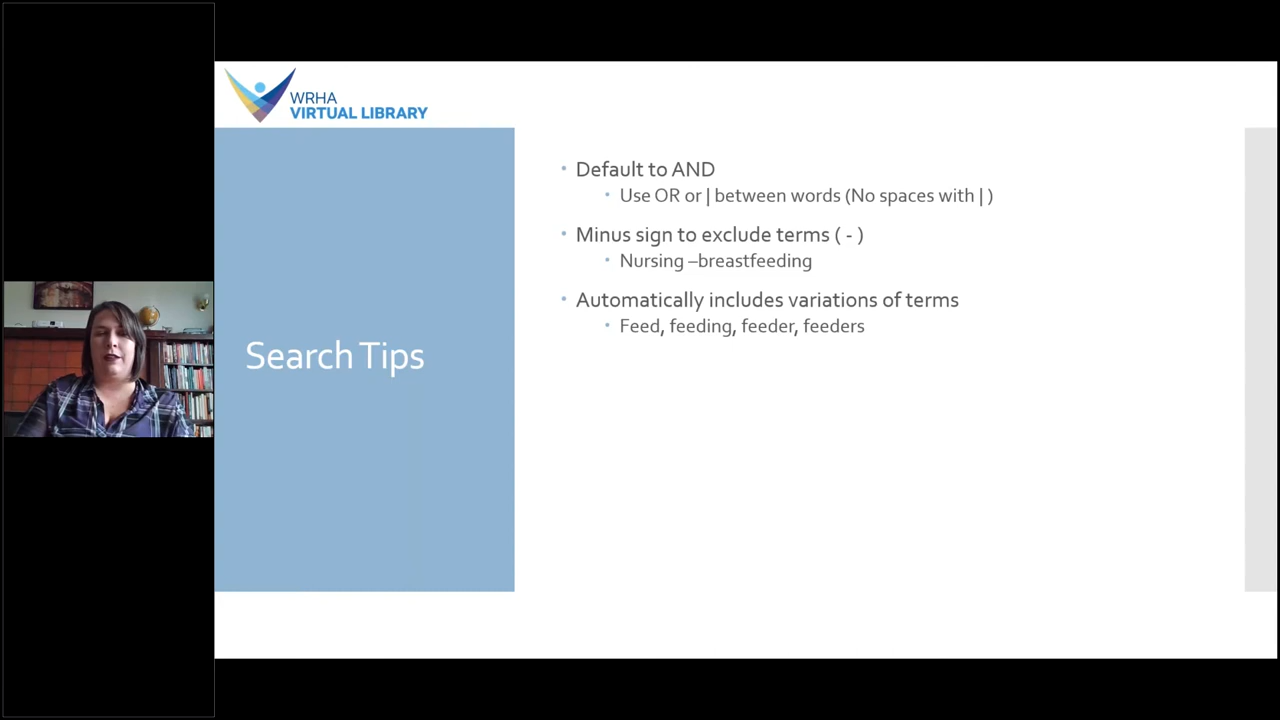 WRHA
VIRTUAL LIBRARY
Search Tips
• Default to AND
• Use OR or | between words (No spaces with | )
• Minus sign to exclude terms ( - )
• Nursing –breastfeeding
• Automatically includes variations of terms
• Feed, feeding, feeder, feeders